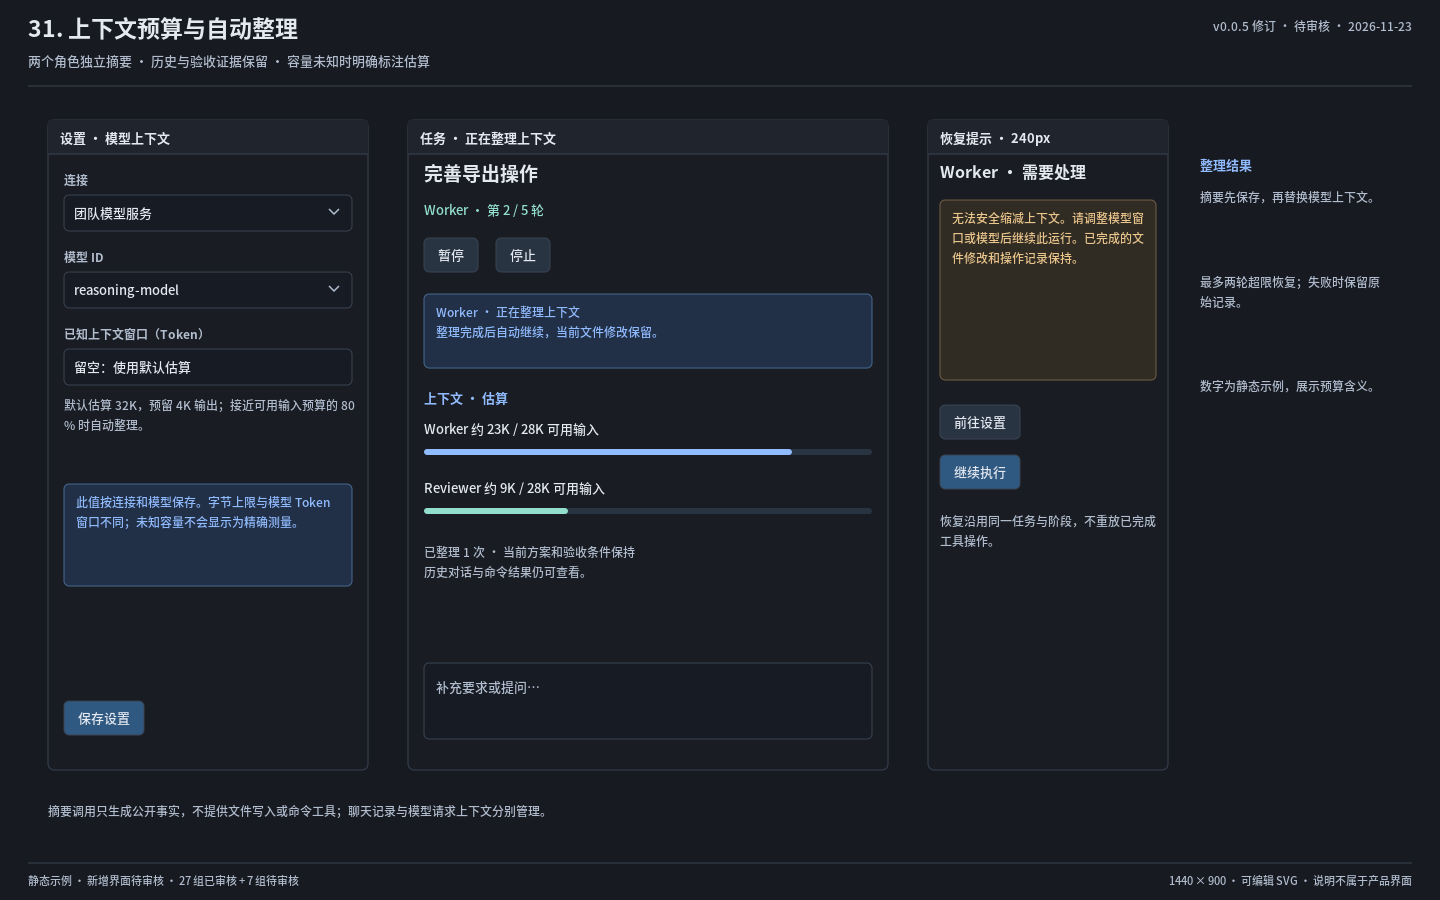 31. 上下文预算与自动整理
v0.0.5 修订 · 待审核 · 2026-11-23
两个角色独立摘要 · 历史与验收证据保留 · 容量未知时明确标注估算
设置 · 模型上下文
连接
团队模型服务
模型 ID
reasoning-model
已知上下文窗口（Token）
留空：使用默认估算
默认估算 32K，预留 4K 输出；接近可用输入预算的 80
% 时自动整理。
此值按连接和模型保存。字节上限与模型 Token
窗口不同；未知容量不会显示为精确测量。
保存设置
任务 · 正在整理上下文
完善导出操作
Worker · 第 2 / 5 轮
暂停
停止
Worker · 正在整理上下文
整理完成后自动继续，当前文件修改保留。
上下文 · 估算
Worker 约 23K / 28K 可用输入
Reviewer 约 9K / 28K 可用输入
已整理 1 次 · 当前方案和验收条件保持
历史对话与命令结果仍可查看。
补充要求或提问…
恢复提示 · 240px
Worker · 需要处理
无法安全缩减上下文。请调整模型窗
口或模型后继续此运行。已完成的文
件修改和操作记录保持。
前往设置
继续执行
恢复沿用同一任务与阶段，不重放已完成
工具操作。
整理结果
摘要先保存，再替换模型上下文。
最多两轮超限恢复；失败时保留原
始记录。
数字为静态示例，展示预算含义。
摘要调用只生成公开事实，不提供文件写入或命令工具；聊天记录与模型请求上下文分别管理。
静态示例 · 新增界面待审核 · 27 组已审核 + 7 组待审核
1440 × 900 · 可编辑 SVG · 说明不属于产品界面